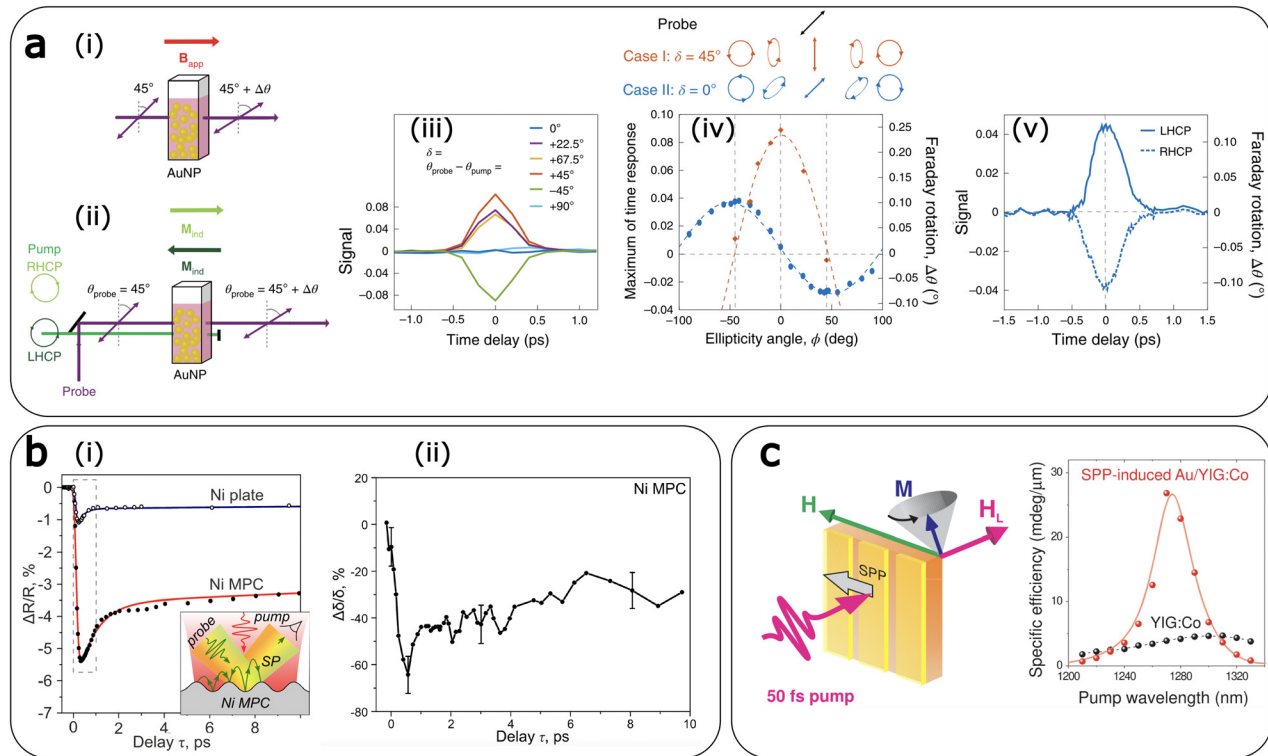 a
(i)
B_app
45°
45° + Δθ
AuNP
(ii)
M_ind
M_ind
Pump
RHCP
θ_probe = 45°
θ_probe = 45° + Δθ
LHCP
AuNP
Probe
Probe
Case I: δ = 45°
Case II: δ = 0°
(iii)
δ =
θ_probe − θ_pump =
0°
+22.5°
+67.5°
+45°
−45°
+90°
Signal
0.08
0.04
0
−0.04
−0.08
−1.0 −0.5 0 0.5 1.0
Time delay (ps)
(iv)
Maximum of time response
0.10
0.08
0.06
0.04
0.02
0
−0.02
−0.04
0.25
0.20
0.15
0.10
0.05
0
−0.05
−0.10
Faraday rotation, Δθ (°)
−100 −50 0 50 100
Ellipticity angle, ϕ (deg)
(v)
LHCP
RHCP
Signal
0.04
0.02
0
−0.02
−0.04
0.10
0.05
0
−0.05
−0.10
Faraday rotation, Δθ (°)
−1.5 −1.0 −0.5 0 0.5 1.0 1.5
Time delay (ps)
b
(i)
ΔR/R, %
0
-1
-2
-3
-4
-5
-6
-7
Ni plate
Ni MPC
probe
pump
SP
Ni MPC
0 2 4 6 8
Delay τ, ps
(ii)
Ni MPC
Δδ/δ, %
20
0
-20
-40
-60
-80
0 2 4 6 8 10
Delay τ, ps
c
H
M
H_L
SPP
50 fs pump
SPP-induced Au/YIG:Co
YIG:Co
Specific efficiency (mdeg/μm)
30
20
10
0
1200 1240 1280 1320
Pump wavelength (nm)